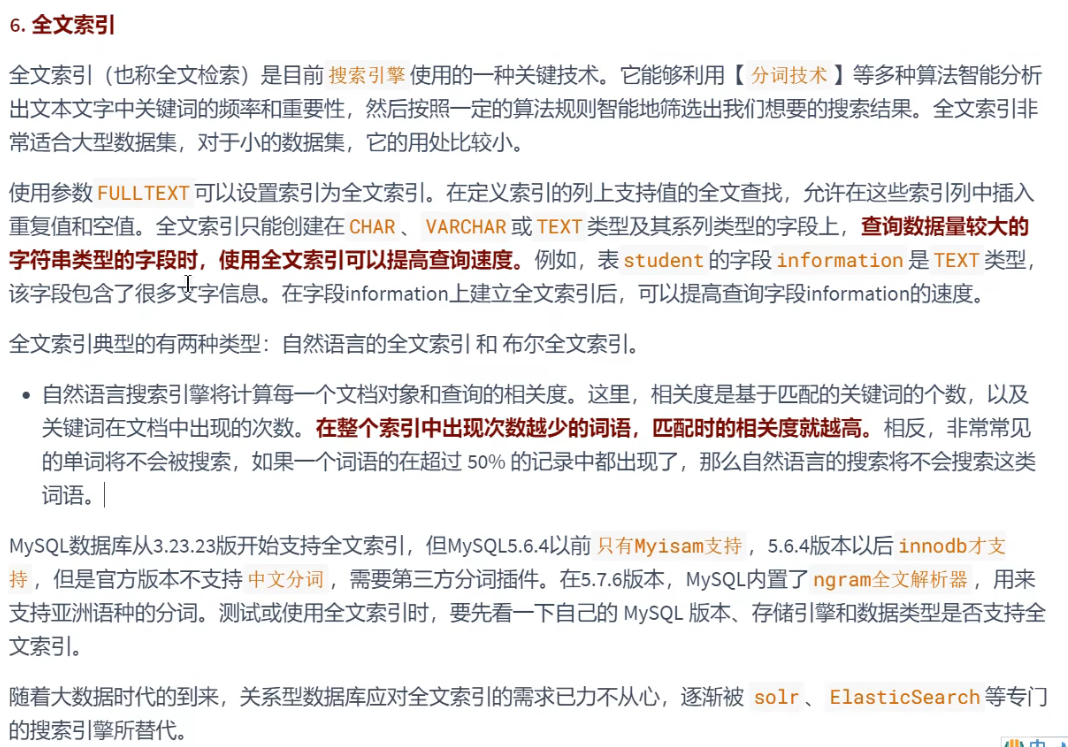 6. 全文索引
全文索引（也称全文检索）是目前 搜索引擎 使用的一种关键技术。它能够利用【 分词技术 】等多种算法智能分析
出文本文字中关键词的频率和重要性，然后按照一定的算法规则智能地筛选出我们想要的搜索结果。全文索引非
常适合大型数据集，对于小的数据集，它的用处比较小。
使用参数 FULLTEXT 可以设置索引为全文索引。在定义索引的列上支持值的全文查找，允许在这些索引列中插入
重复值和空值。全文索引只能创建在 CHAR 、 VARCHAR 或 TEXT 类型及其系列类型的字段上，查询数据量较大的
字符串类型的字段时，使用全文索引可以提高查询速度。例如，表 student 的字段 information 是 TEXT 类型，
该字段包含了很多文字信息。在字段information上建立全文索引后，可以提高查询字段information的速度。
全文索引典型的有两种类型：自然语言的全文索引 和 布尔全文索引。
• 自然语言搜索引擎将计算每一个文档对象和查询的相关度。这里，相关度是基于匹配的关键词的个数，以及
关键词在文档中出现的次数。在整个索引中出现次数越少的词语，匹配时的相关度就越高。相反，非常常见
的单词将不会被搜索，如果一个词语的在超过 50% 的记录中都出现了，那么自然语言的搜索将不会搜索这类
词语。
MySQL数据库从3.23.23版开始支持全文索引，但MySQL5.6.4以前 只有Myisam支持 ，5.6.4版本以后 innodb才支
持 ，但是官方版本不支持 中文分词 ，需要第三方分词插件。在5.7.6版本，MySQL内置了 ngram全文解析器 ，用来
支持亚洲语种的分词。测试或使用全文索引时，要先看一下自己的 MySQL 版本、存储引擎和数据类型是否支持全
文索引。
随着大数据时代的到来，关系型数据库应对全文索引的需求已力不从心，逐渐被 solr 、 ElasticSearch 等专门
的搜索引擎所替代。